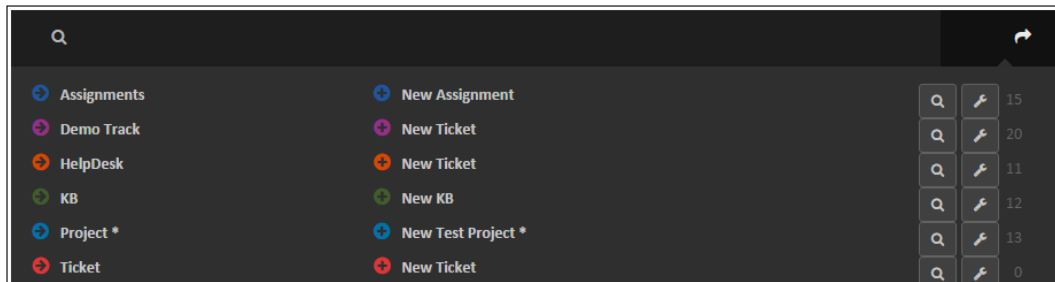 Assignments New Assignment 15
Demo Track New Ticket 20
HelpDesk New Ticket 11
KB New KB 12
Project * New Test Project * 13
Ticket New Ticket 0